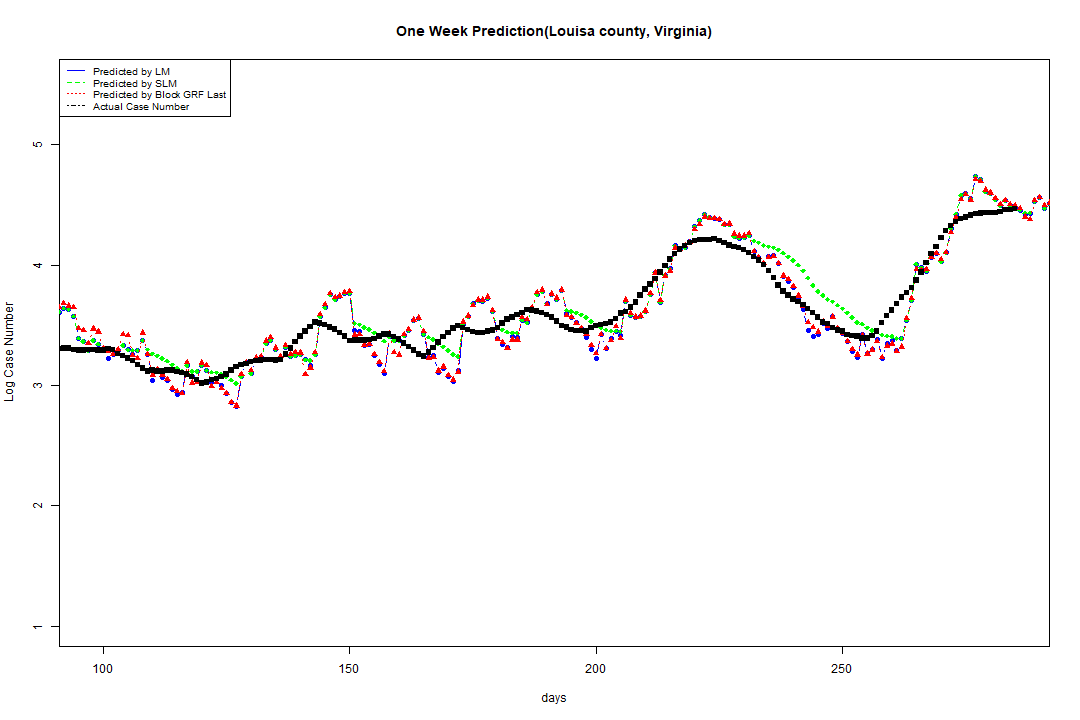 One Week Prediction(Louisa county, Virginia)
Predicted by LM
Predicted by SLM
Predicted by Block GRF Last
Actual Case Number
5
4
3
2
1
Log Case Number
100 150 200 250
days